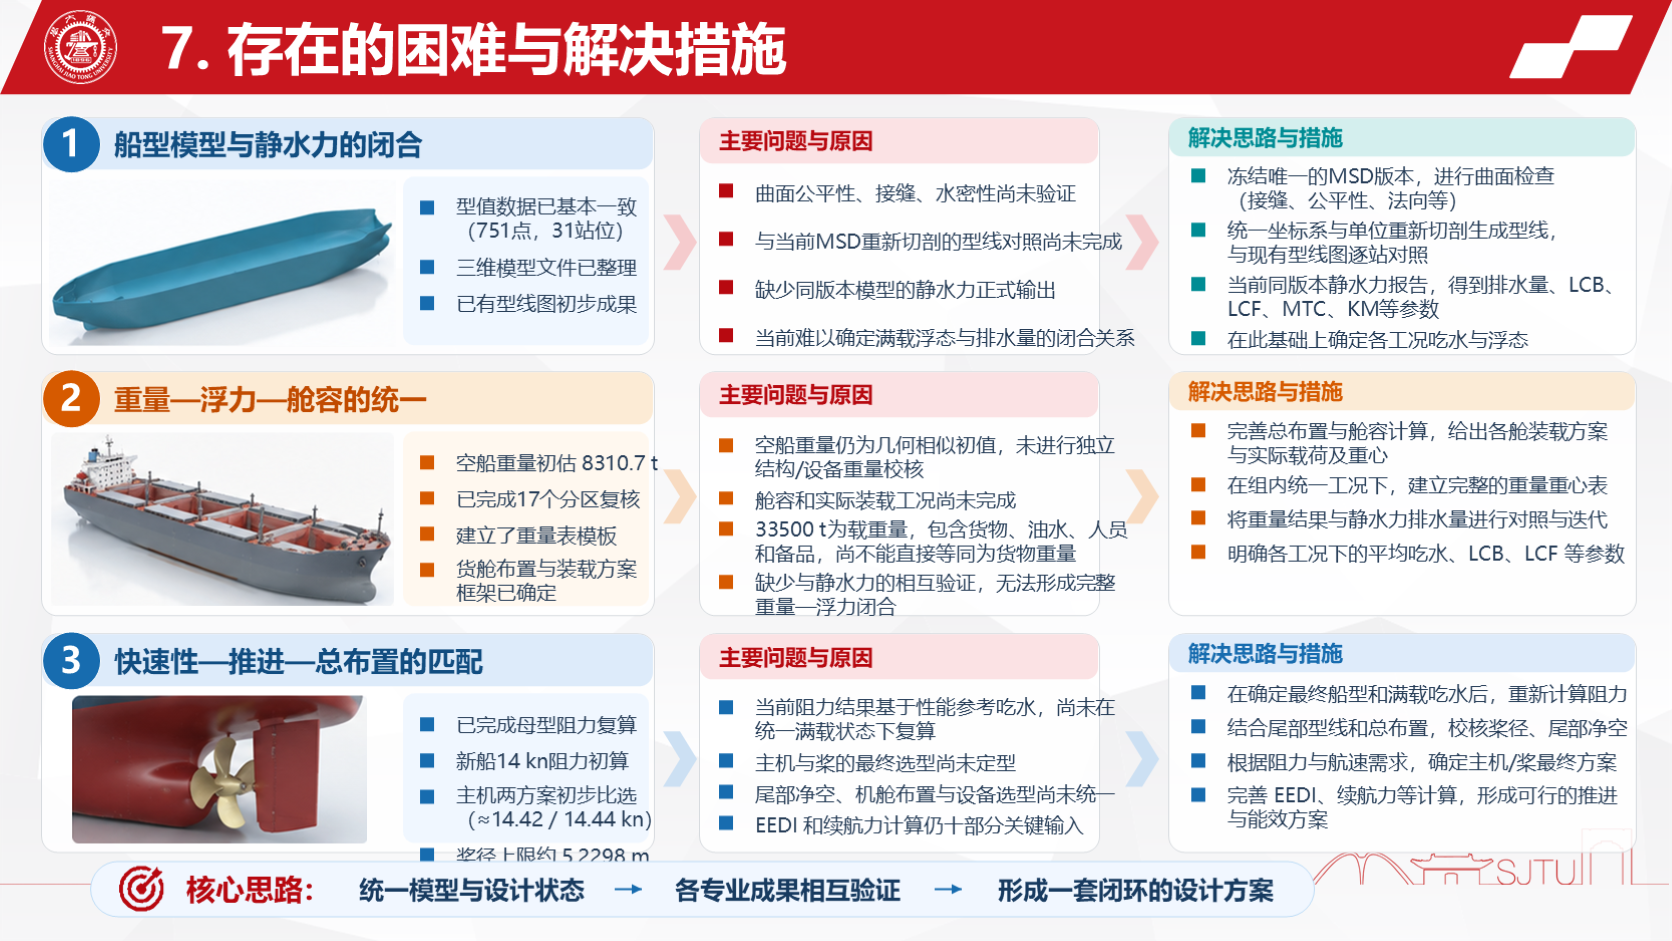 7. 存在的困难与解决措施
SHANGHAI JIAO TONG UNIVERSITY
1
船型模型与静水力的闭合
型值数据已基本一致
（751点，31站位）
三维模型文件已整理
已有型线图初步成果
主要问题与原因
曲面公平性、接缝、水密性尚未验证
与当前MSD重新切剖的型线对照尚未完成
缺少同版本模型的静水力正式输出
当前难以确定满载浮态与排水量的闭合关系
解决思路与措施
冻结唯一的MSD版本，进行曲面检查
（接缝、公平性、法向等）
统一坐标系与单位重新切剖生成型线，
与现有型线图逐站对照
当前同版本静水力报告，得到排水量、LCB、
LCF、MTC、KM等参数
在此基础上确定各工况吃水与浮态
2
重量—浮力—舱容的统一
空船重量初估 8310.7 t
已完成17个分区复核
建立了重量表模板
货舱布置与装载方案
框架已确定
主要问题与原因
空船重量仍为几何相似初值，未进行独立
结构/设备重量校核
舱容和实际装载工况尚未完成
33500 t为载重量，包含货物、油水、人员
和备品，尚不能直接等同为货物重量
缺少与静水力的相互验证，无法形成完整
重量—浮力闭合
解决思路与措施
完善总布置与舱容计算，给出各舱装载方案
与实际载荷及重心
在组内统一工况下，建立完整的重量重心表
将重量结果与静水力排水量进行对照与迭代
明确各工况下的平均吃水、LCB、LCF 等参数
3
快速性—推进—总布置的匹配
已完成母型阻力复算
新船14 kn阻力初算
主机两方案初步比选
（≈14.42 / 14.44 kn）
桨径上限约 5.2298 m
主要问题与原因
当前阻力结果基于性能参考吃水，尚未在
统一满载状态下复算
主机与桨的最终选型尚未定型
尾部净空、机舱布置与设备选型尚未统一
EEDI 和续航力计算仍十部分关键输入
解决思路与措施
在确定最终船型和满载吃水后，重新计算阻力
结合尾部型线和总布置，校核桨径、尾部净空
根据阻力与航速需求，确定主机/桨最终方案
完善 EEDI、续航力等计算，形成可行的推进
与能效方案
核心思路： 统一模型与设计状态 → 各专业成果相互验证 → 形成一套闭环的设计方案
SJTU